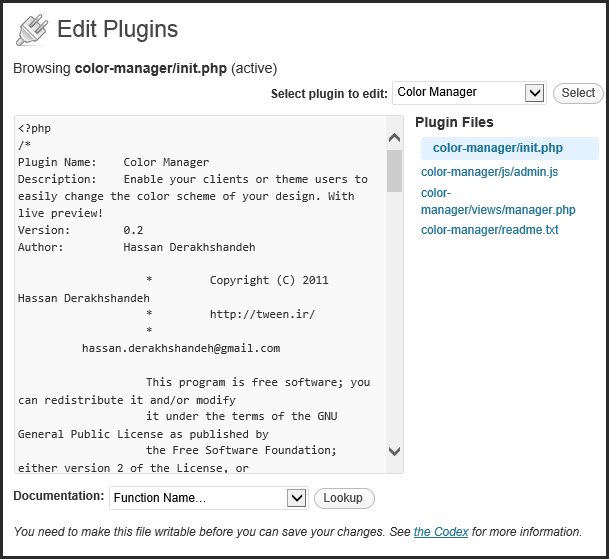 Edit Plugins
Browsing color-manager/init.php (active)
Select plugin to edit: Color Manager Select
<?php
/*
Plugin Name: Color Manager
Description: Enable your clients or theme users to
easily change the color scheme of your design. With
live preview!
Version: 0.2
Author: Hassan Derakhshandeh
* Copyright (C) 2011
Hassan Derakhshandeh
* http://tween.ir/
*
hassan.derakhshandeh@gmail.com
This program is free software; you
can redistribute it and/or modify
it under the terms of the GNU
General Public License as published by
the Free Software Foundation;
either version 2 of the License, or
Plugin Files
color-manager/init.php
color-manager/js/admin.js
color-
manager/views/manager.php
color-manager/readme.txt
Documentation: Function Name... Lookup
You need to make this file writable before you can save your changes. See the Codex for more information.